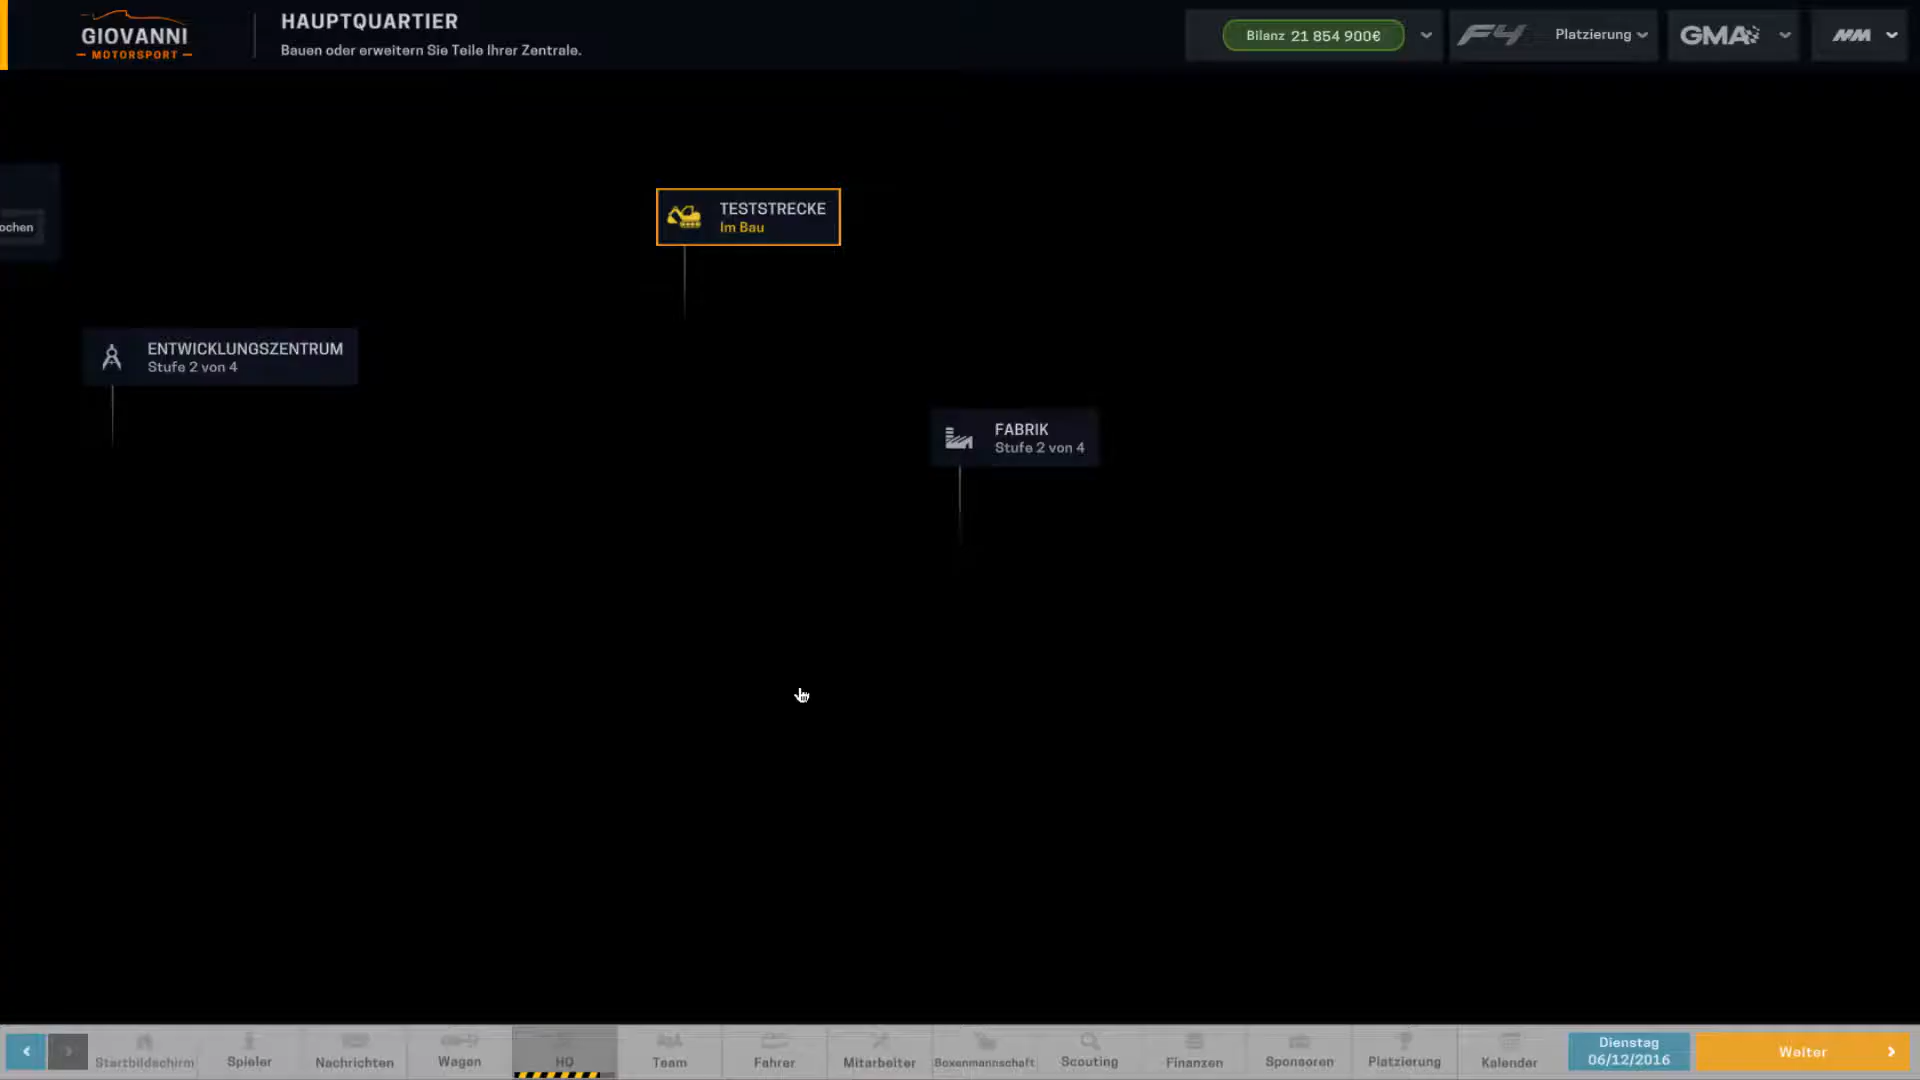 GIOVANNI
MOTORSPORT
HAUPTQUARTIER
Bauen oder erweitern Sie Teile Ihrer Zentrale.
Bilanz 21 854 900€
F4
Platzierung
GMA
ochen
TESTSTRECKE
Im Bau
ENTWICKLUNGSZENTRUM
Stufe 2 von 4
FABRIK
Stufe 2 von 4
Startbildschirm
Spieler
Nachrichten
Wagen
HQ
Team
Fahrer
Mitarbeiter
Boxenmannschaft
Scouting
Finanzen
Sponsoren
Platzierung
Kalender
Dienstag
06/12/2016
Weiter